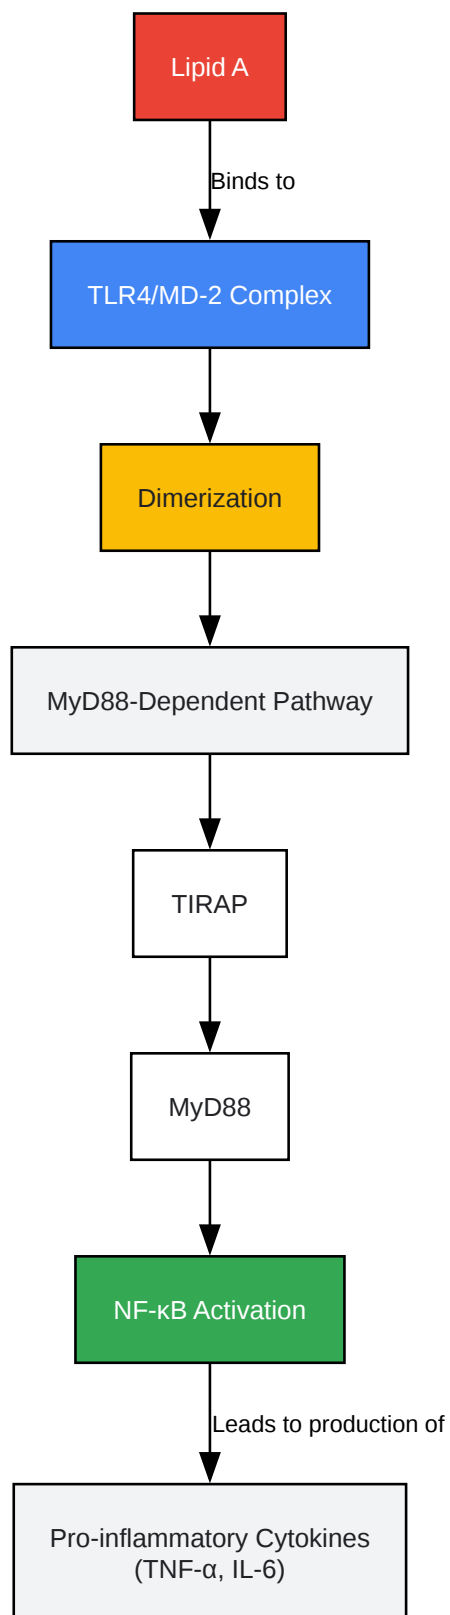 Lipid A
Binds to
TLR4/MD-2 Complex
Dimerization
MyD88-Dependent Pathway
TIRAP
MyD88
NF-κB Activation
Leads to production of
Pro-inflammatory Cytokines
(TNF-α, IL-6)